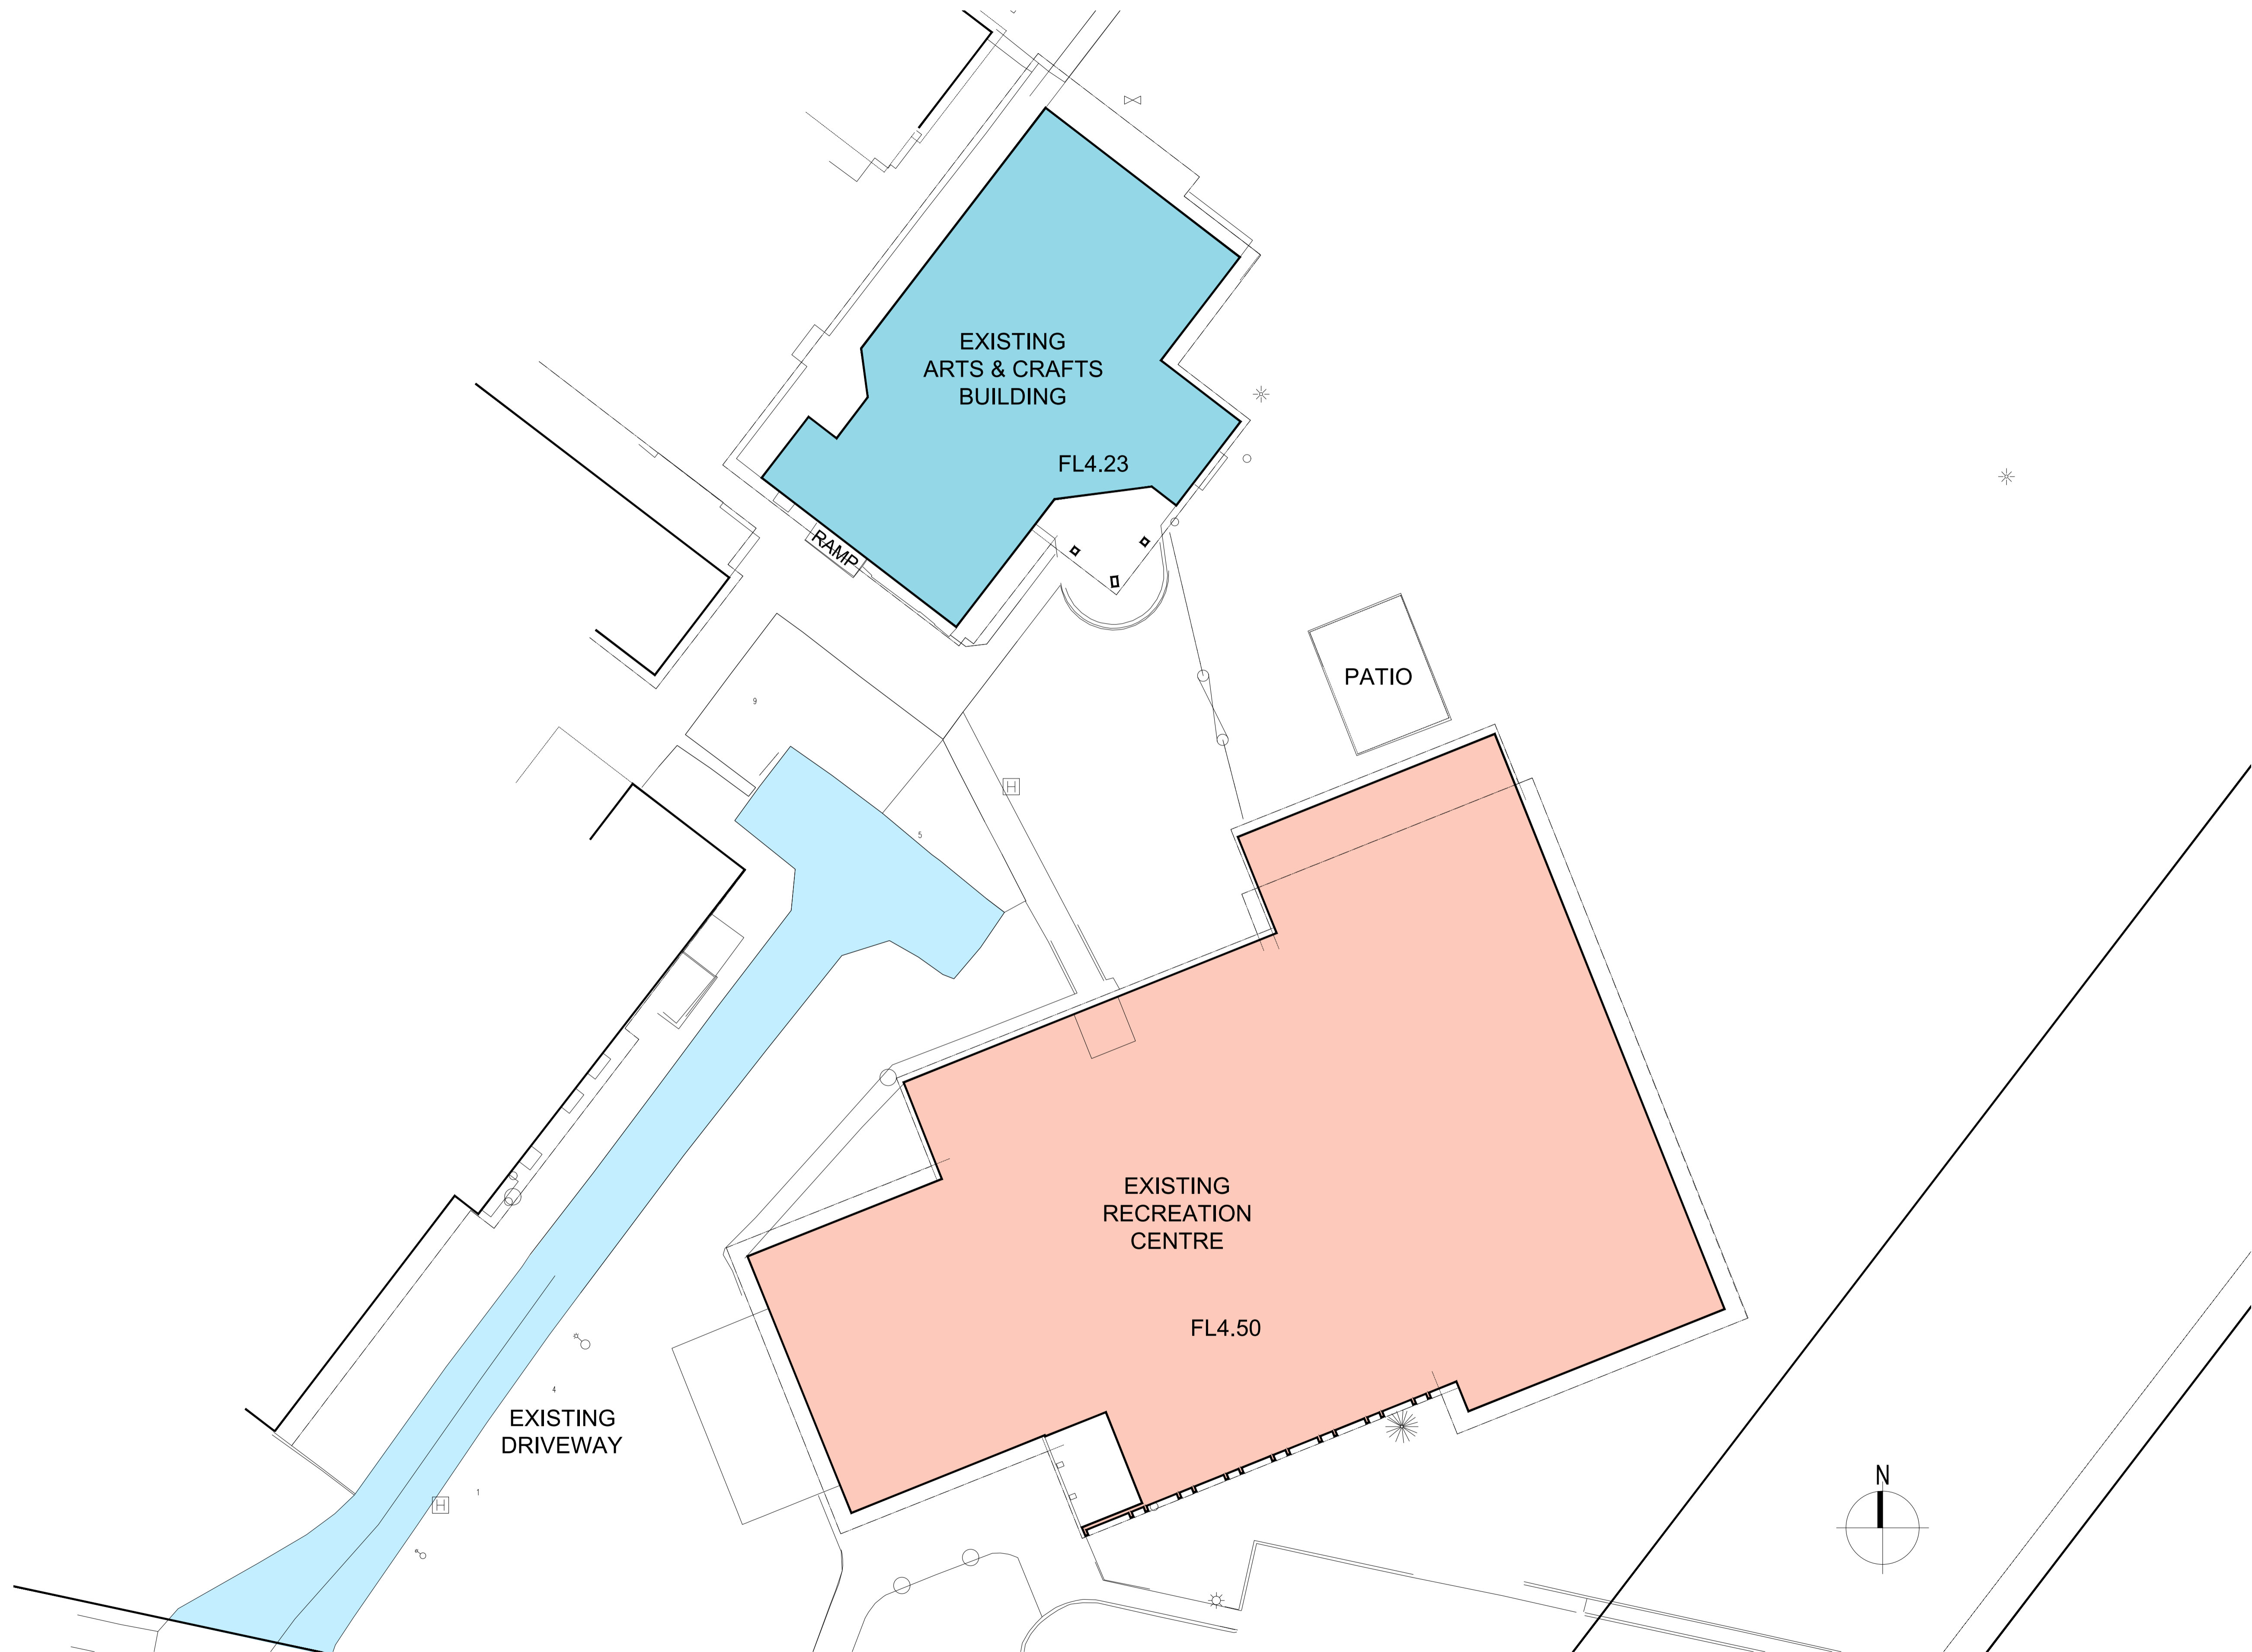 EXISTING
ARTS & CRAFTS
BUILDING
FL4.23
RAMP
PATIO
9
H
5
EXISTING
RECREATION
CENTRE
FL4.50
4
EXISTING
DRIVEWAY
1
H
N